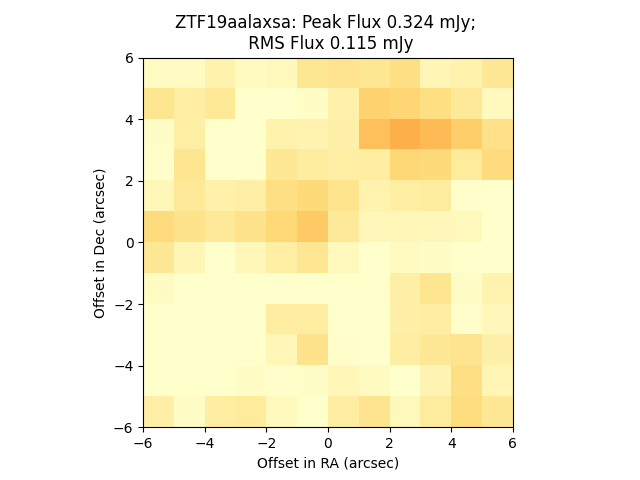 ZTF19aalaxsa: Peak Flux 0.324 mJy;
RMS Flux 0.115 mJy
6
4
2
0
−2
−4
−6
Offset in Dec (arcsec)
−6 −4 −2 0 2 4 6
Offset in RA (arcsec)